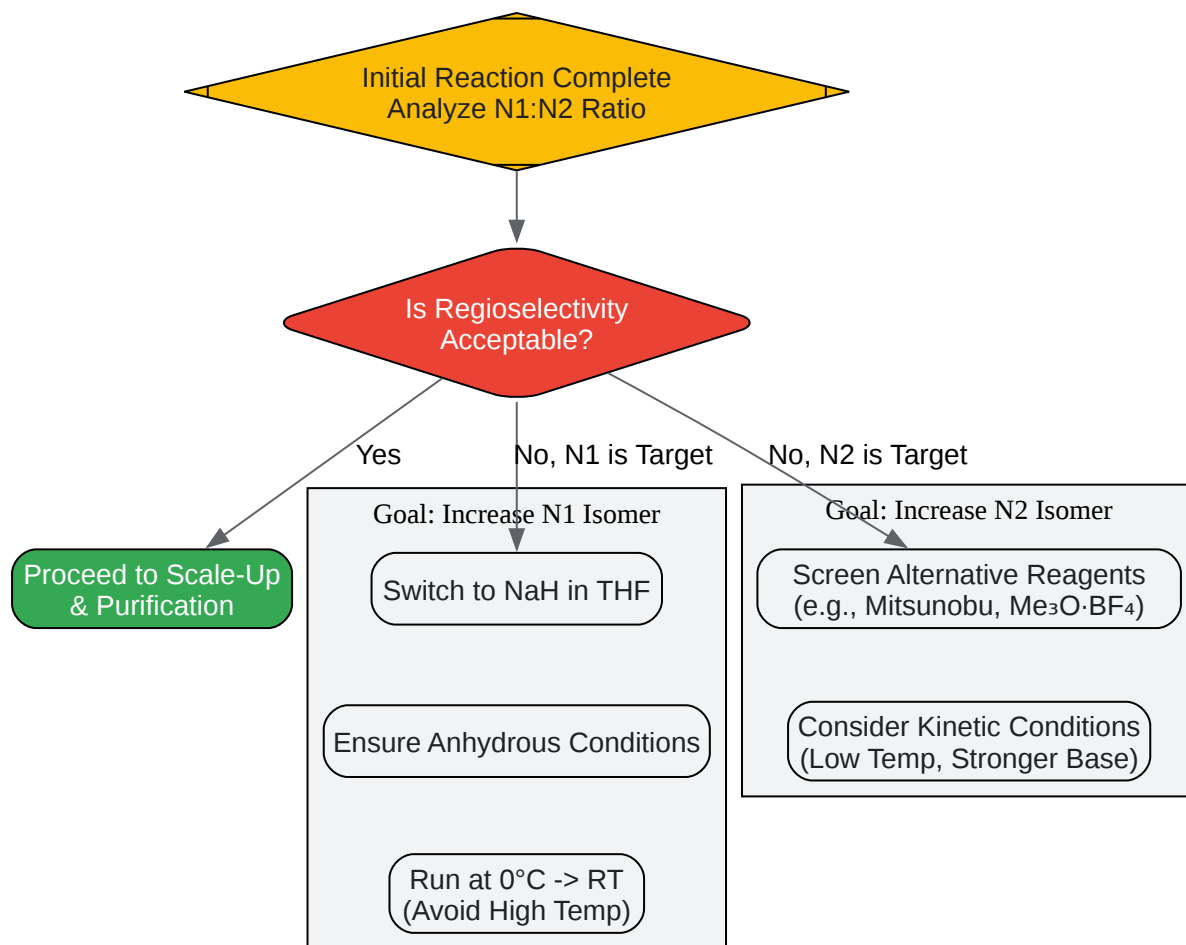 Initial Reaction Complete
Analyze N1:N2 Ratio
Is Regioselectivity
Acceptable?
Yes
No, N1 is Target
No, N2 is Target
Proceed to Scale-Up
& Purification
Goal: Increase N1 Isomer
Switch to NaH in THF
Ensure Anhydrous Conditions
Run at 0°C -> RT
(Avoid High Temp)
Goal: Increase N2 Isomer
Screen Alternative Reagents
(e.g., Mitsunobu, Me₃O·BF₄)
Consider Kinetic Conditions
(Low Temp, Stronger Base)